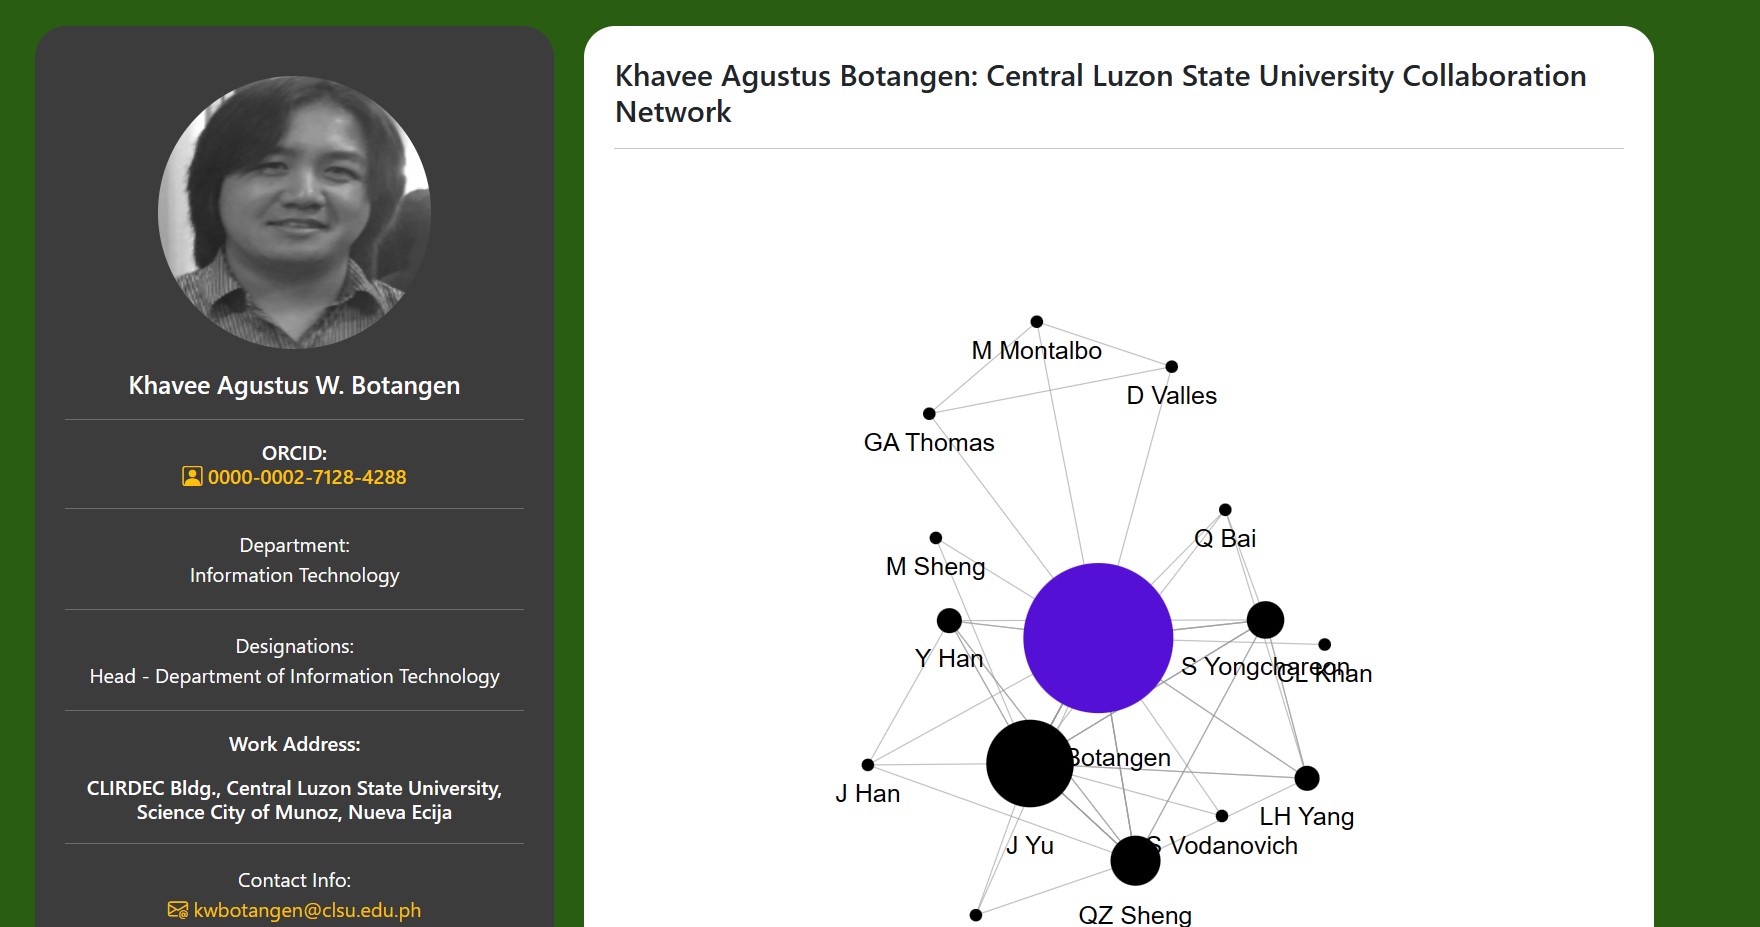 Khavee Agustus W. Botangen
ORCID:
0000-0002-7128-4288
Department:
Information Technology
Designations:
Head - Department of Information Technology
Work Address:
CLIRDEC Bldg., Central Luzon State University,
Science City of Munoz, Nueva Ecija
Contact Info:
kwbotangen@clsu.edu.ph
Khavee Agustus Botangen: Central Luzon State University Collaboration
Network
M Montalbo
D Valles
GA Thomas
Q Bai
M Sheng
Y Han
S Yongchareon
CL Khan
Botangen
J Han
LH Yang
J Yu
S Vodanovich
QZ Sheng